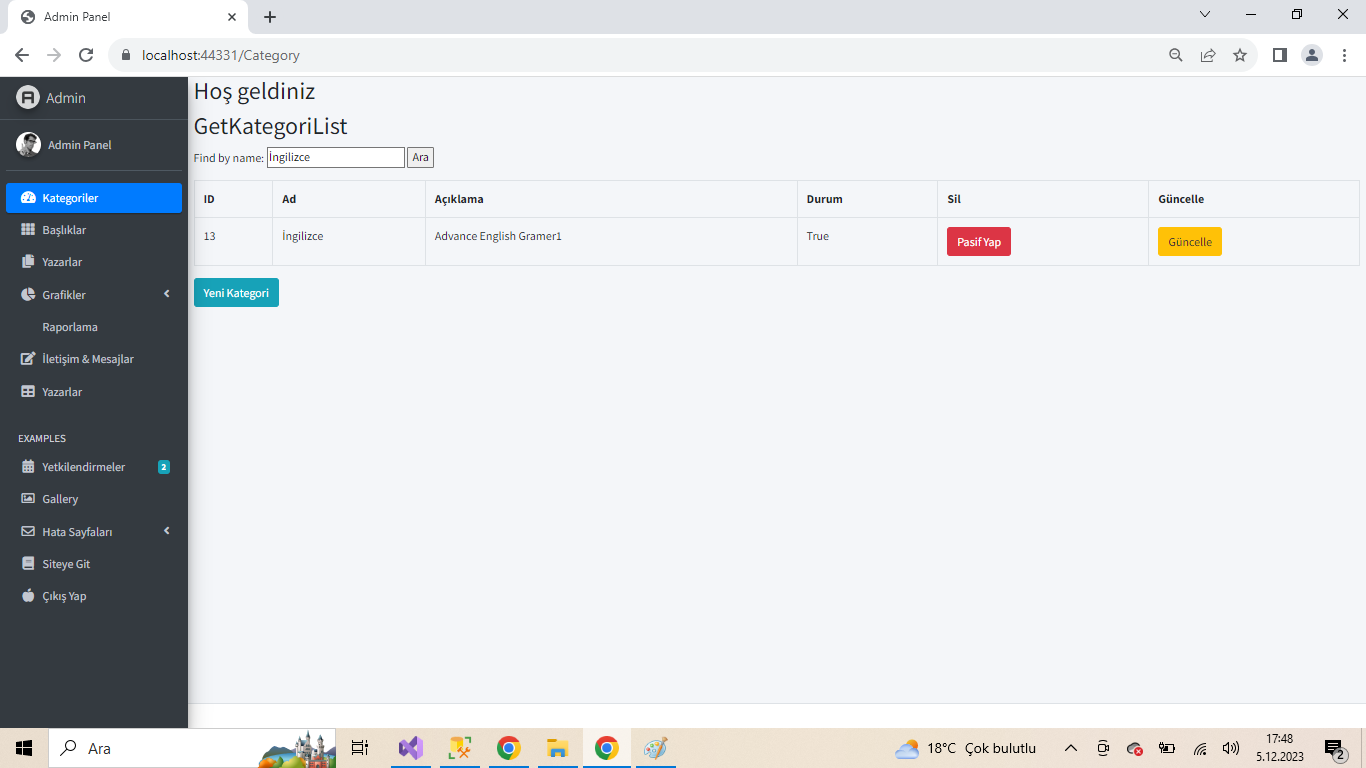 Admin Panel
localhost:44331/Category
Admin
Admin Panel
Kategoriler
Başlıklar
Yazarlar
Grafikler
Raporlama
İletişim & Mesajlar
Yazarlar
EXAMPLES
Yetkilendirmeler 2
Gallery
Hata Sayfaları
Siteye Git
Çıkış Yap
Hoş geldiniz
GetKategoriList
Find by name: İngilizce Ara
ID Ad Açıklama Durum Sil Güncelle
13 İngilizce Advance English Gramer1 True Pasif Yap Güncelle
Yeni Kategori
Ara
18°C Çok bulutlu
17:48
5.12.2023
2